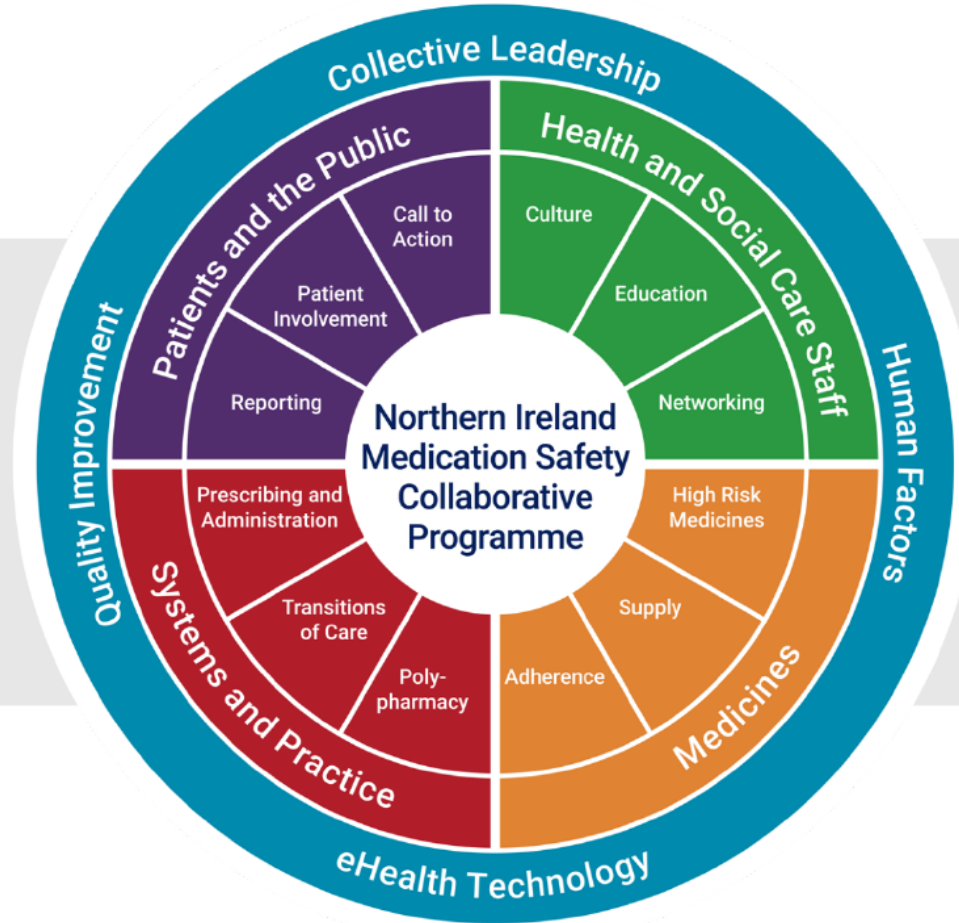 Collective Leadership
Patients and the Public
Health and Social Care Staff
Call to
Action
Culture
Patient
Involvement
Education
Reporting
Networking
Quality Improvement
Human Factors
Northern Ireland
Medication Safety
Collaborative
Programme
Prescribing and
Administration
High Risk
Medicines
Transitions
of Care
Supply
Poly-
pharmacy
Adherence
Systems and Practice
Medicines
eHealth Technology